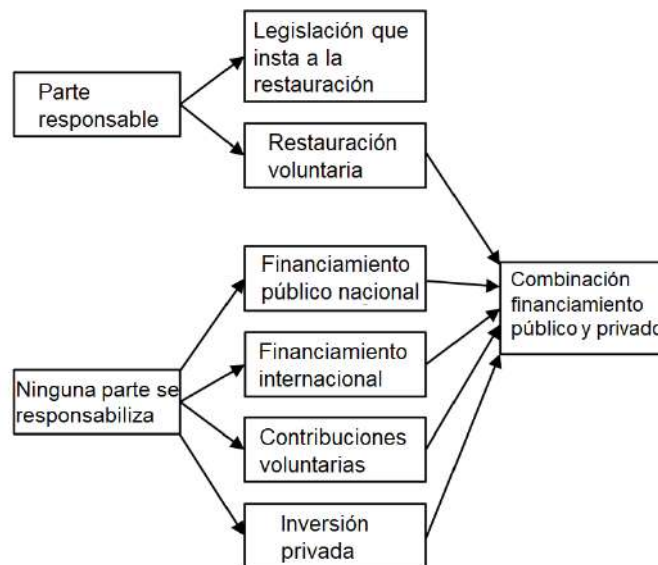 Legislación que
insta a la
restauración
Parte
responsable
Restauración
voluntaria
Financiamiento
público nacional
Combinación
financiamiento
público y privado
Financiamiento
internacional
Ninguna parte se
responsabiliza
Contribuciones
voluntarias
Inversión
privada